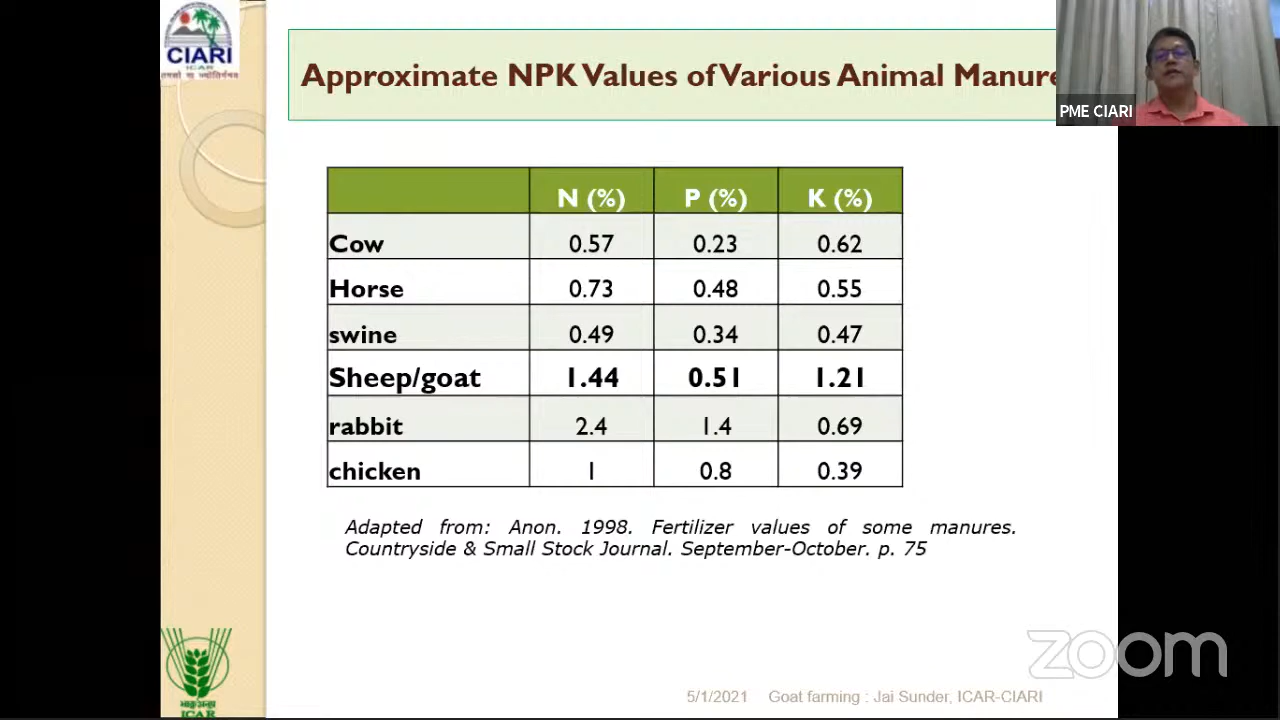 CIARI
ICAR
Approximate NPK Values of Various Animal Manure
PME CIARI
N (%) P (%) K (%)
Cow 0.57 0.23 0.62
Horse 0.73 0.48 0.55
swine 0.49 0.34 0.47
Sheep/goat 1.44 0.51 1.21
rabbit 2.4 1.4 0.69
chicken 1 0.8 0.39
Adapted from: Anon. 1998. Fertilizer values of some manures.
Countryside & Small Stock Journal. September-October. p. 75
zoom
ICAR
5/1/2021 Goat farming : Jai Sunder, ICAR-CIARI